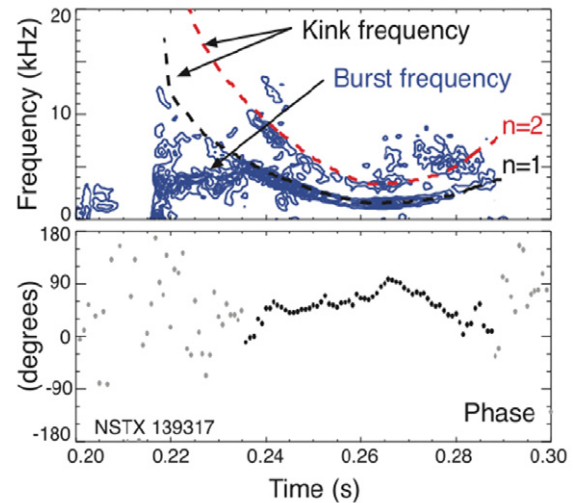 20
Kink frequency
Burst frequency
10
n=2
n=1
0
Frequency (kHz)
180
90
0
-90
-180
(degrees)
NSTX 139317
Phase
0.20 0.22 0.24 0.26 0.28 0.30
Time (s)